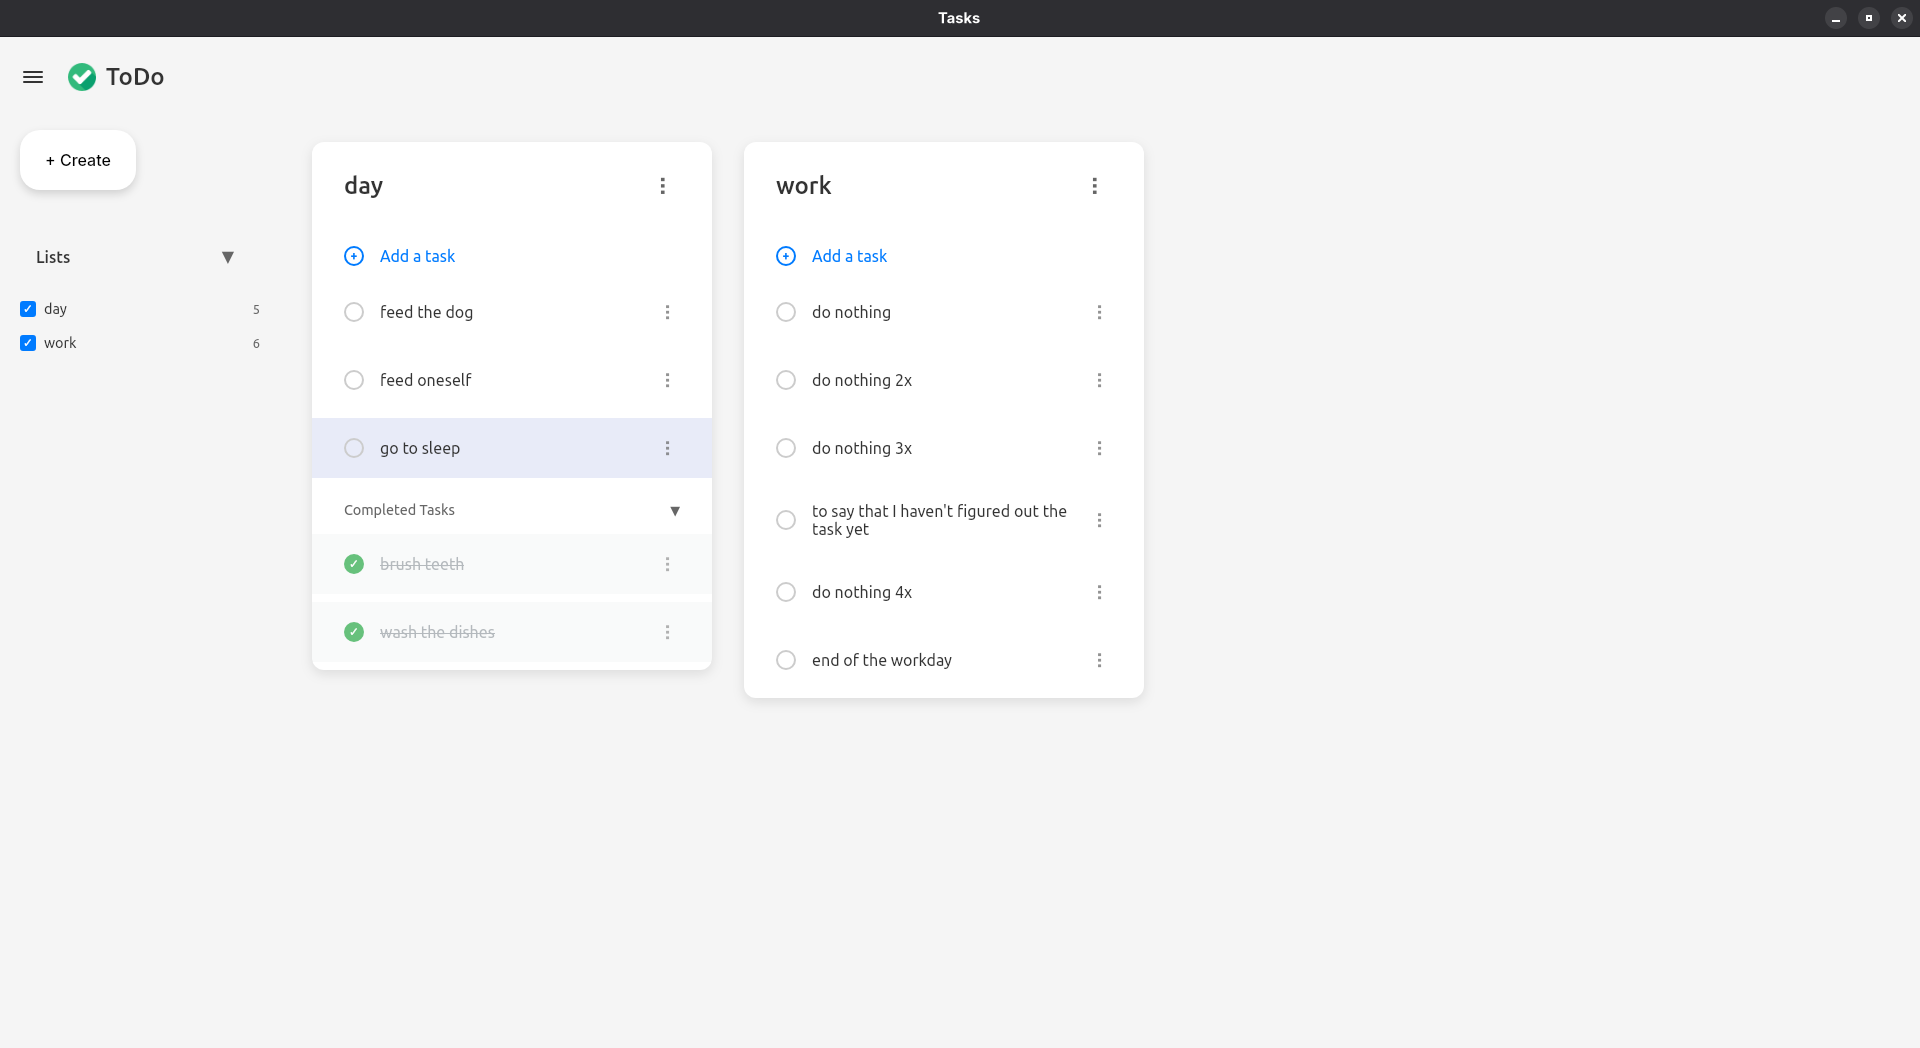 Tasks
ToDo
+ Create
Lists
day 5
work 6
day
Add a task
feed the dog
feed oneself
go to sleep
Completed Tasks
brush teeth
wash the dishes
work
Add a task
do nothing
do nothing 2x
do nothing 3x
to say that I haven't figured out the
task yet
do nothing 4x
end of the workday